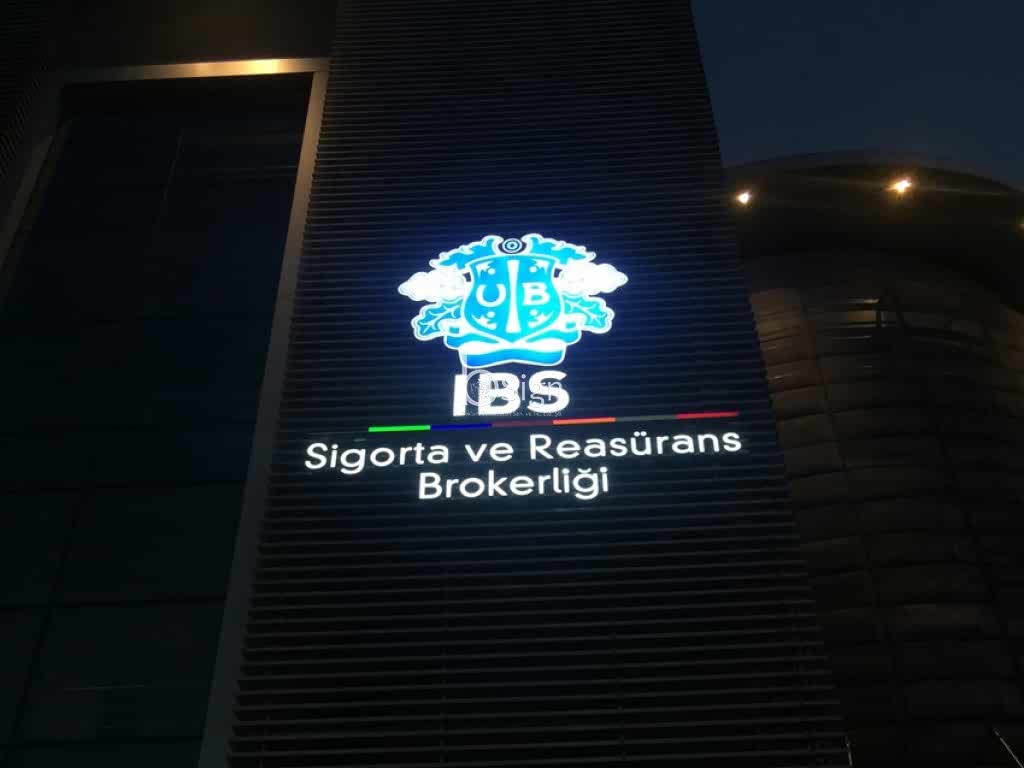 U B
IBS
Sigorta ve Reasürans
Brokerliği